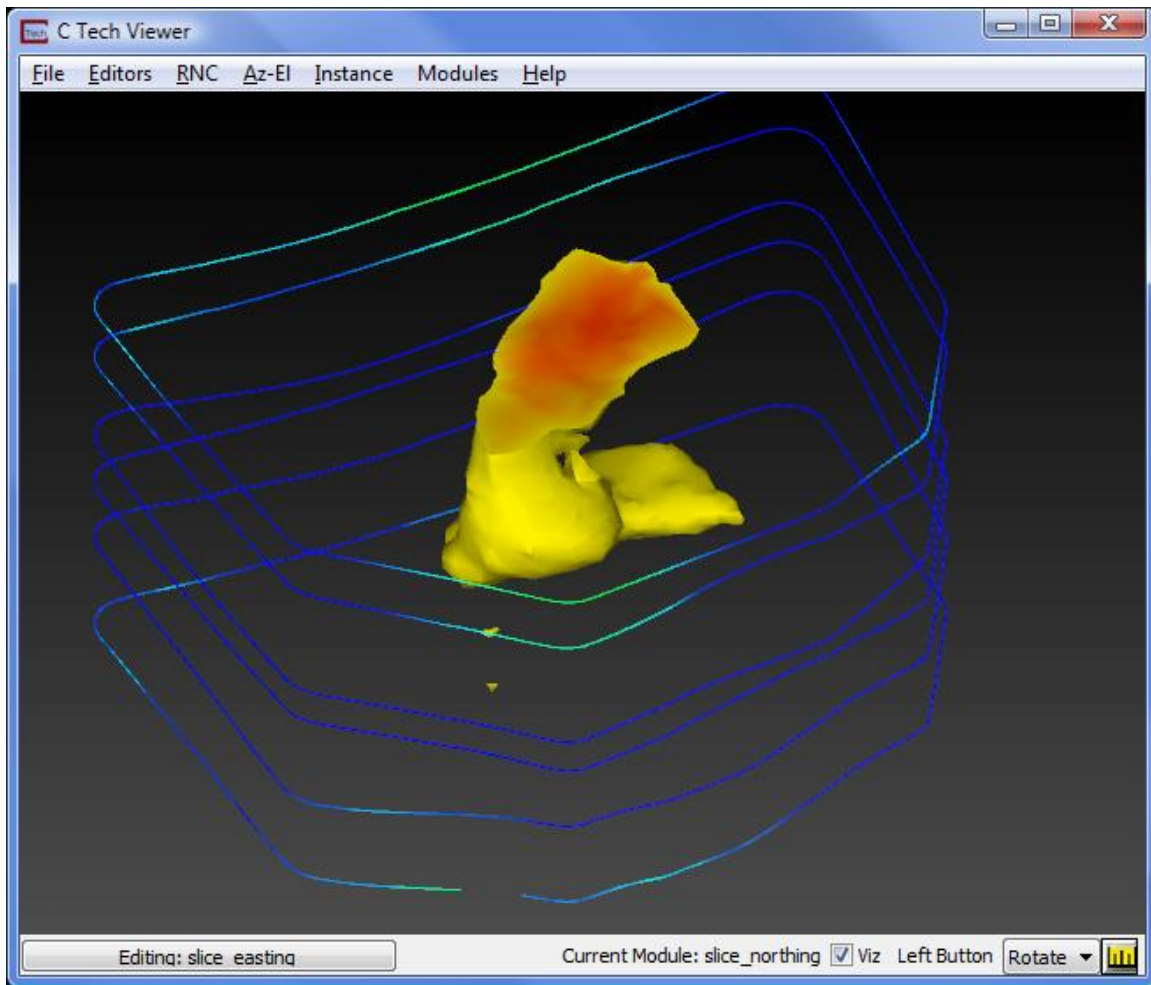 Tech C Tech Viewer
File Editors RNC Az-El Instance Modules Help
Editing: slice_easting Current Module: slice_northing Viz Left Button Rotate